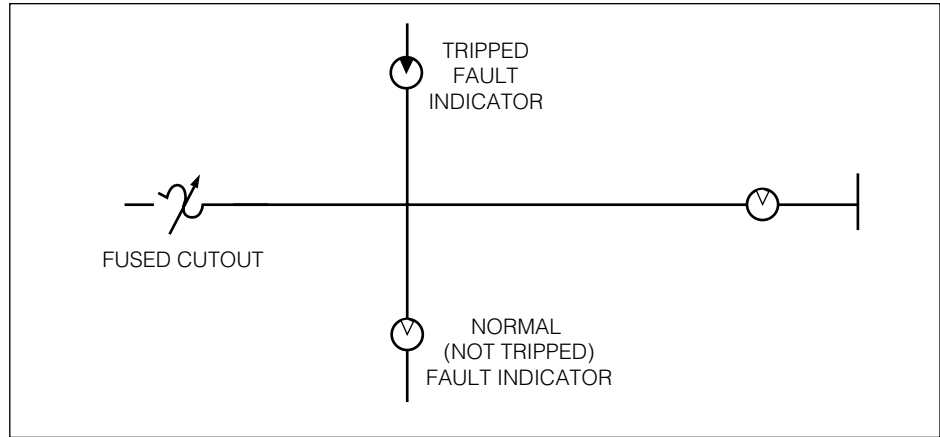 TRIPPED
FAULT
INDICATOR
FUSED CUTOUT
NORMAL
(NOT TRIPPED)
FAULT INDICATOR